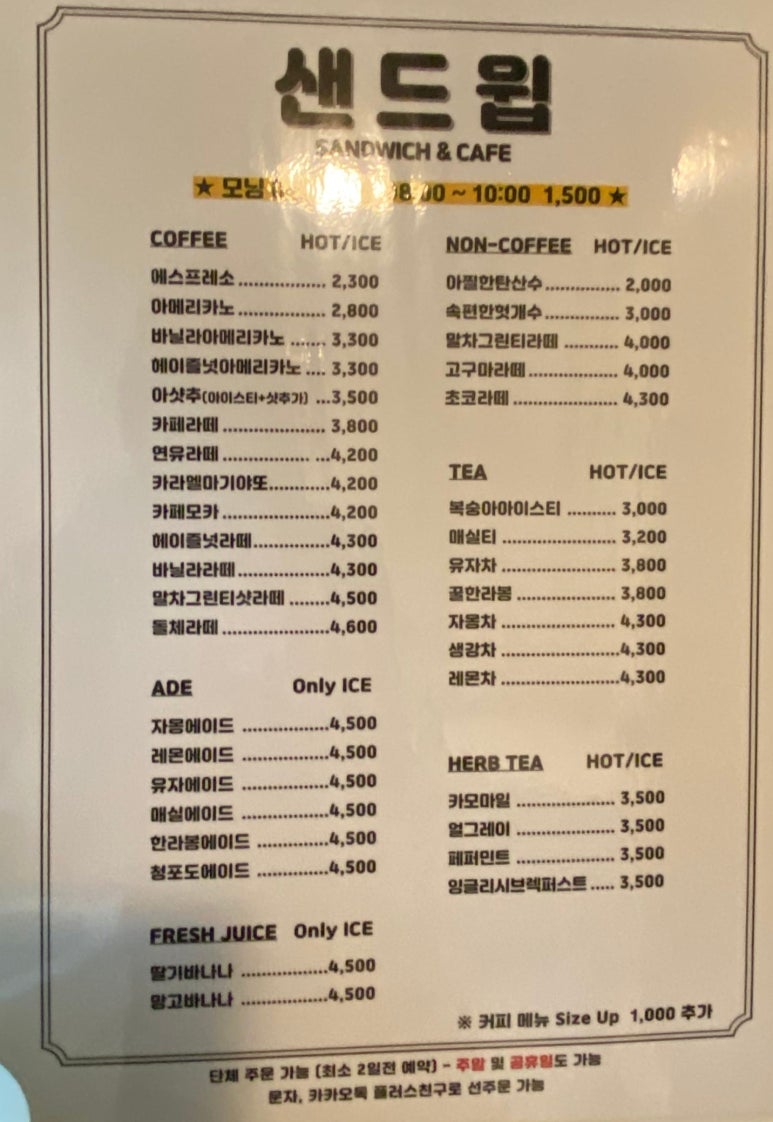 샌드윕
SANDWICH & CAFE
★ 모닝 ~ 10:00 1,500 ★
COFFEE HOT/ICE
에스프레소 ................. 2,300
아메리카노 ................. 2,800
바닐라아메리카노 ....... 3,300
헤이즐넛아메리카노 .... 3,300
아샷추(아이스티+샷추가) ...3,500
카페라떼 .................... 3,800
연유라떼 ................. ...4,200
카라멜마기야또............4,200
카페모카 .....................4,200
헤이즐넛라떼...............4,300
바닐라라떼..................4,300
말차그린티샷라떼 ........4,500
돌체라떼 .....................4,600
ADE Only ICE
자몽에이드 .................4,500
레몬에이드 .................4,500
유자에이드 .................4,500
매실에이드 .................4,500
한라봉에이드 ..............4,500
청포도에이드 ..............4,500
FRESH JUICE Only ICE
딸기바나나 .................4,500
망고바나나 .................4,500
NON-COFFEE HOT/ICE
아찔한탄산수............... 2,000
속편한헛개수............... 3,000
말차그린티라떼 ........... 4,000
고구마라떼.................. 4,000
초코라떼 ..................... 4,300
TEA HOT/ICE
복숭아아이스티 .......... 3,000
매실티 ....................... 3,200
유자차 ....................... 3,800
꿀한라봉 .................... 3,800
자몽차 ....................... 4,300
생강차 ........................4,300
레몬차 ........................4,300
HERB TEA HOT/ICE
카모마일 .................... 3,500
얼그레이 .................... 3,500
페퍼민트 .................... 3,500
잉글리시브렉퍼스트 ..... 3,500
※ 커피 메뉴 Size Up 1,000 추가
단체 주문 가능 (최소 2일전 예약) - 주말 및 공휴일도 가능
문자, 카카오톡 플러스친구로 선주문 가능